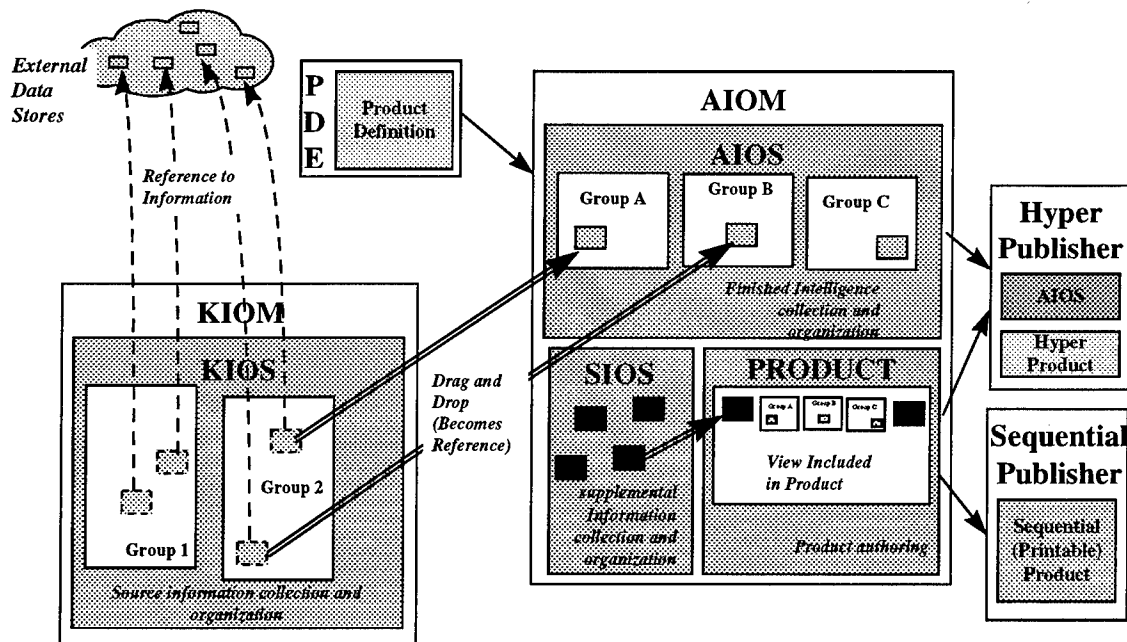 External
Data
Stores
Reference to
Information
P
D
E
Product
Definition
AIOM
AIOS
Group A
Group B
Group C
Finished Intelligence
collection and
organization
KIOM
KIOS
Group 1
Group 2
Source information collection and
organization
Drag and
Drop
(Becomes
Reference)
SIOS
supplemental
Information
collection and
organization
PRODUCT
Group A
Group B
Group C
View Included
in Product
Product authoring
Hyper
Publisher
AIOS
Hyper
Product
Sequential
Publisher
Sequential
(Printable)
Product